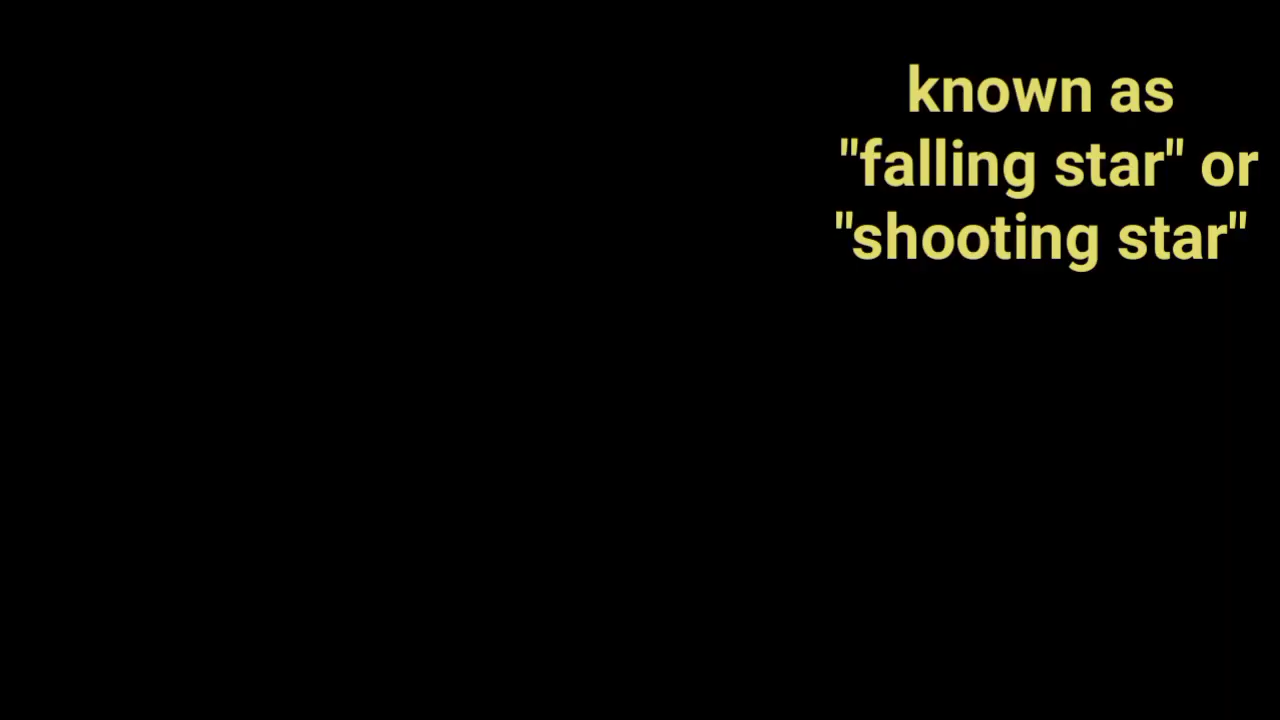 known as
"falling star" or
"shooting star"